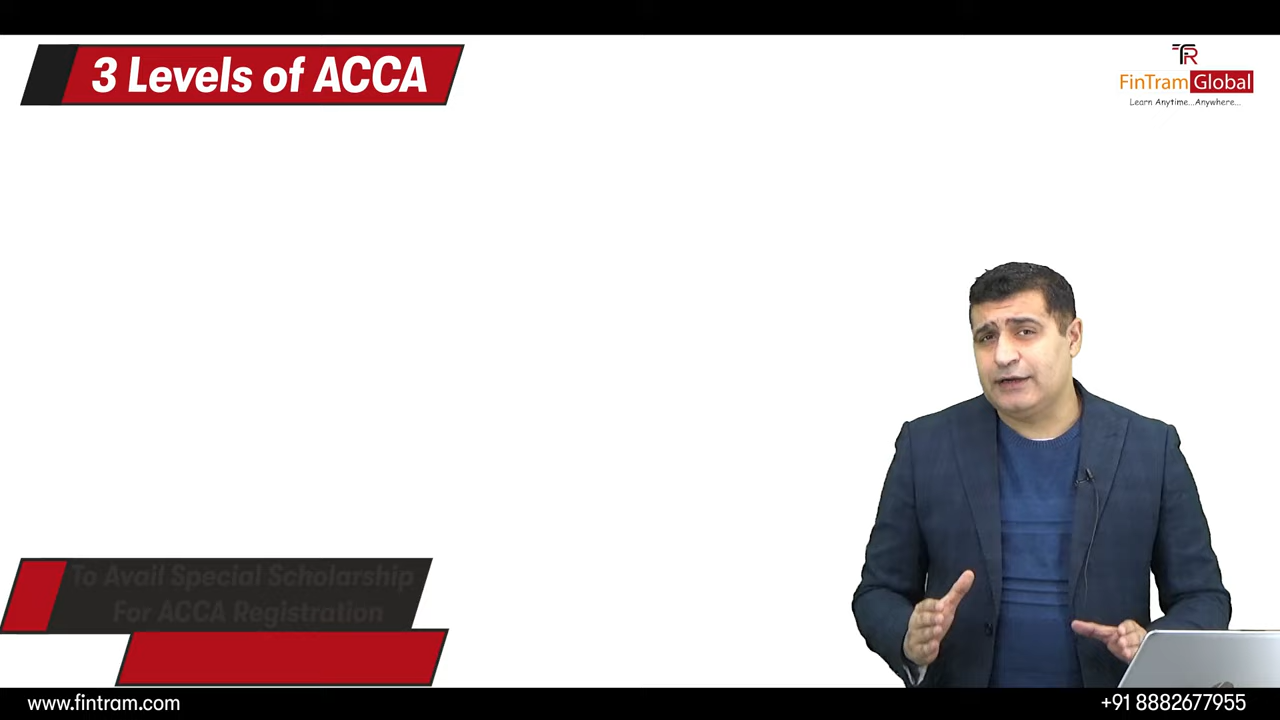 3 Levels of ACCA
FinTram Global
Learn Anytime...Anywhere...
To Avail Special Scholarship
For ACCA Registration
www.fintram.com
+91 8882677955